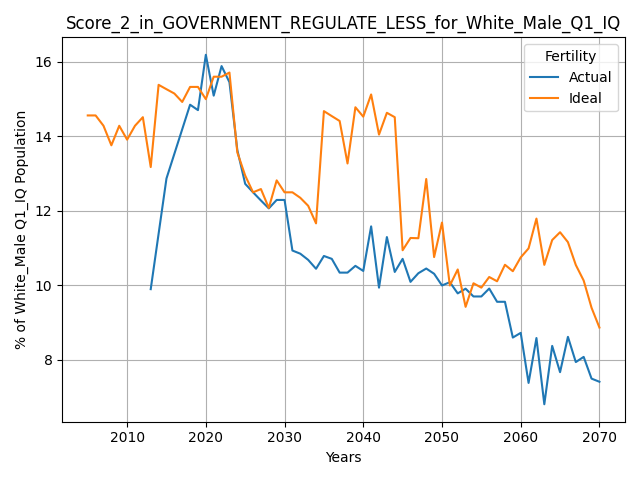 Score_2_in_GOVERNMENT_REGULATE_LESS_for_White_Male_Q1_IQ
Fertility
Actual
Ideal
% of White_Male Q1_IQ Population
16
14
12
10
8
2010 2020 2030 2040 2050 2060 2070
Years